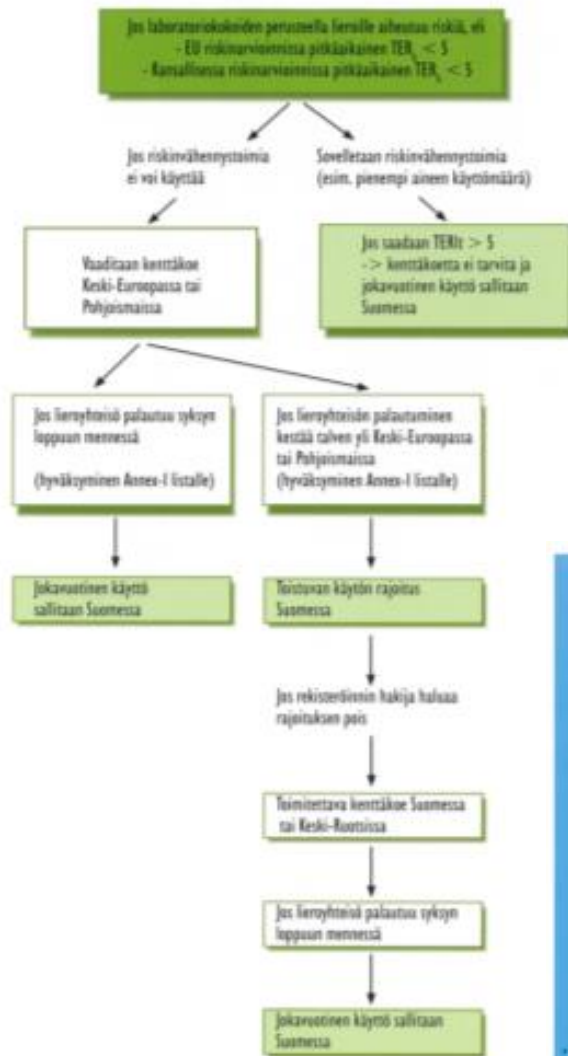 Jos laboratoriokokeiden perusteella lieroille aiheutuu riskiä, eli
- EU riskinarvioinnissa pitkäaikainen TER < 5
- Kansallisessa riskinarvioinnissa pitkäaikainen TER < 5
Jos riskinvähennystoimia
ei voi käyttää
Sovelletaan riskinvähennystoimia
(esim. pienempi aineen käyttömäärä)
Vaaditaan kenttäkoe
Keski-Euroopassa tai
Pohjoismaissa
Jos saadaan TERlt > 5
-> kenttäkoetta ei tarvita ja
jokavuotinen käyttö sallitaan
Suomessa
Jos lieroyhteisö palautuu syksyn
loppuun mennessä
(hyväksyminen Annex-I listalle)
Jos lieroyhteisön palautuminen
kestää talven yli Keski-Euroopassa
tai Pohjoismaissa
(hyväksyminen Annex-I listalle)
Jokavuotinen käyttö
sallitaan Suomessa
Toistuvan käytön rajoitus
Suomessa
Jos rekisteröinnin hakija haluaa
rajoituksen pois
Toimitettava kenttäkoe Suomessa
tai Keski-Ruotsissa
Jos lieroyhteisö palautuu syksyn
loppuun mennessä
Jokavuotinen käyttö sallitaan
Suomessa